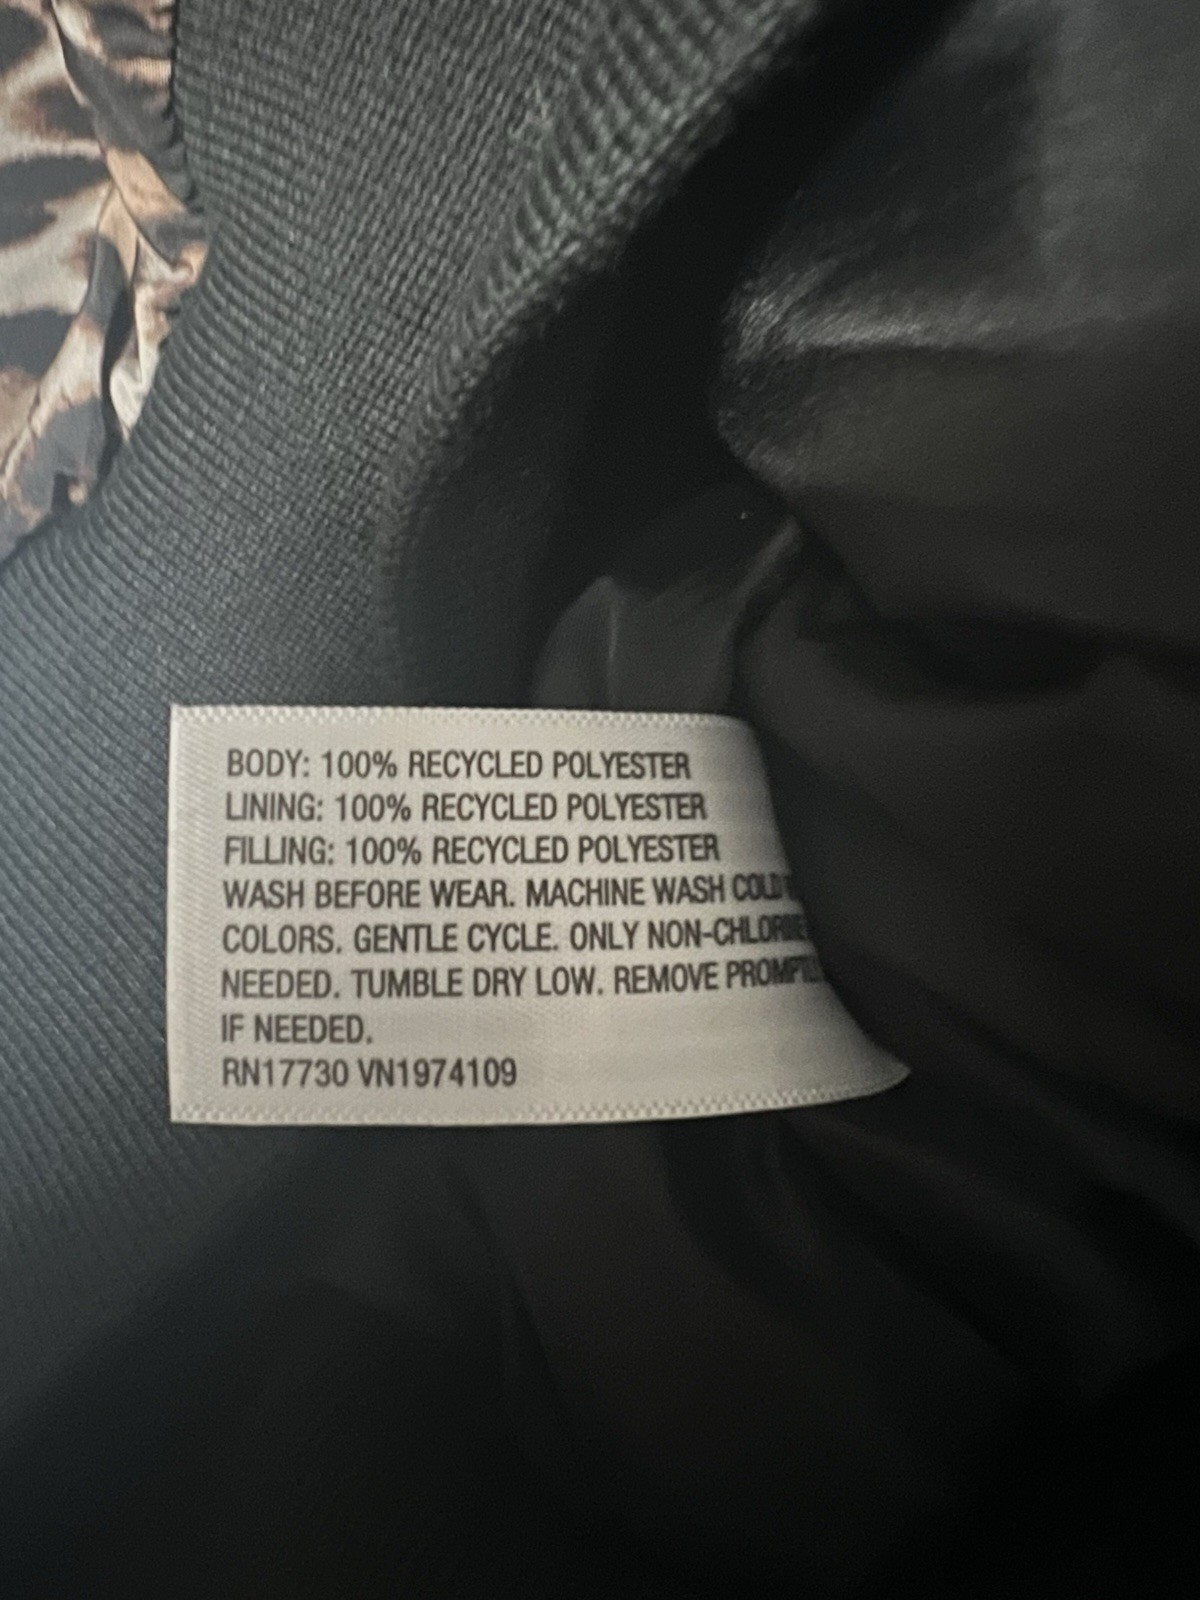 BODY: 100% RECYCLED POLYESTER
LINING: 100% RECYCLED POLYESTER
FILLING: 100% RECYCLED POLYESTER
WASH BEFORE WEAR. MACHINE WASH COLD
COLORS. GENTLE CYCLE. ONLY NON-CHLORINE
NEEDED. TUMBLE DRY LOW. REMOVE PROMPTLY
IF NEEDED.
RN17730 VN1974109